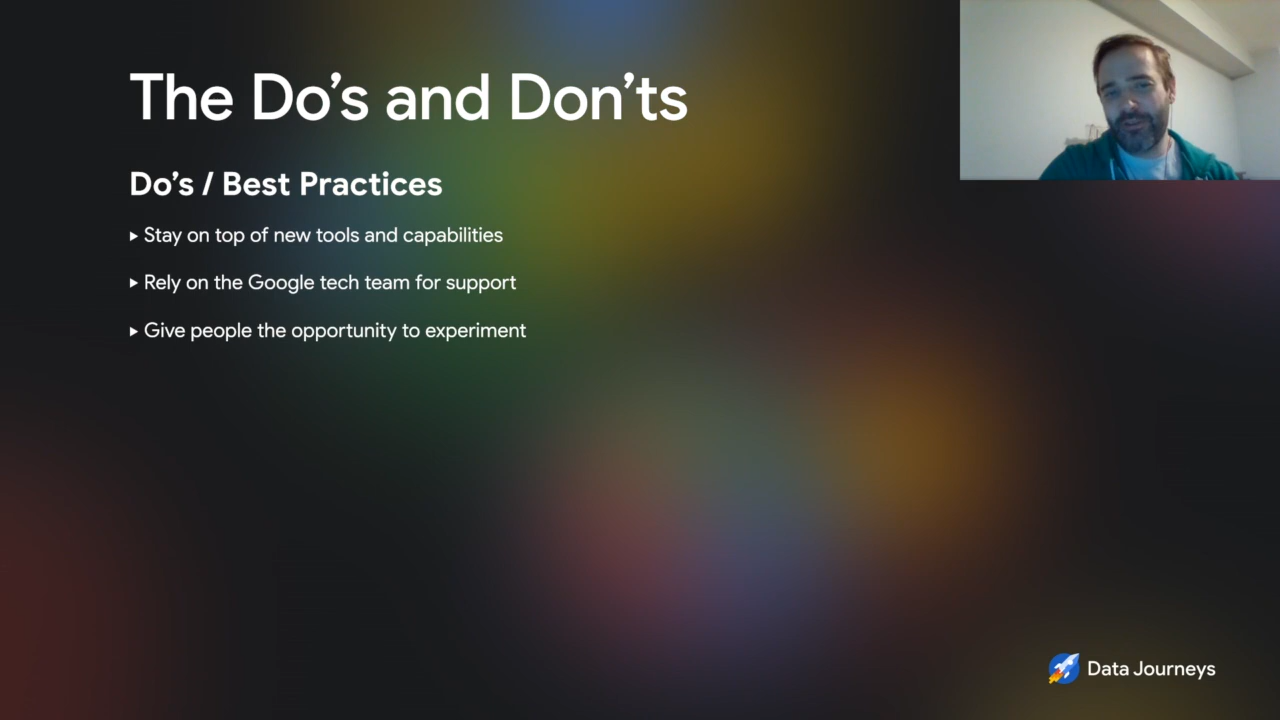 The Do’s and Don’ts
Do’s / Best Practices
▸ Stay on top of new tools and capabilities
▸ Rely on the Google tech team for support
▸ Give people the opportunity to experiment
Data Journeys